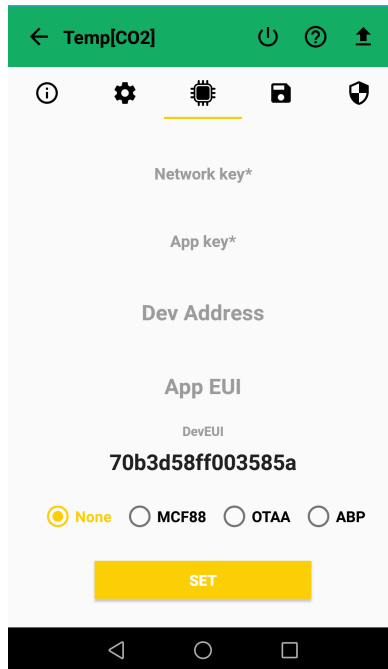 Temp[CO2]
Network key*
App key*
Dev Address
App EUI
DevEUI
70b3d58ff003585a
None MCF88 OTAA ABP
SET